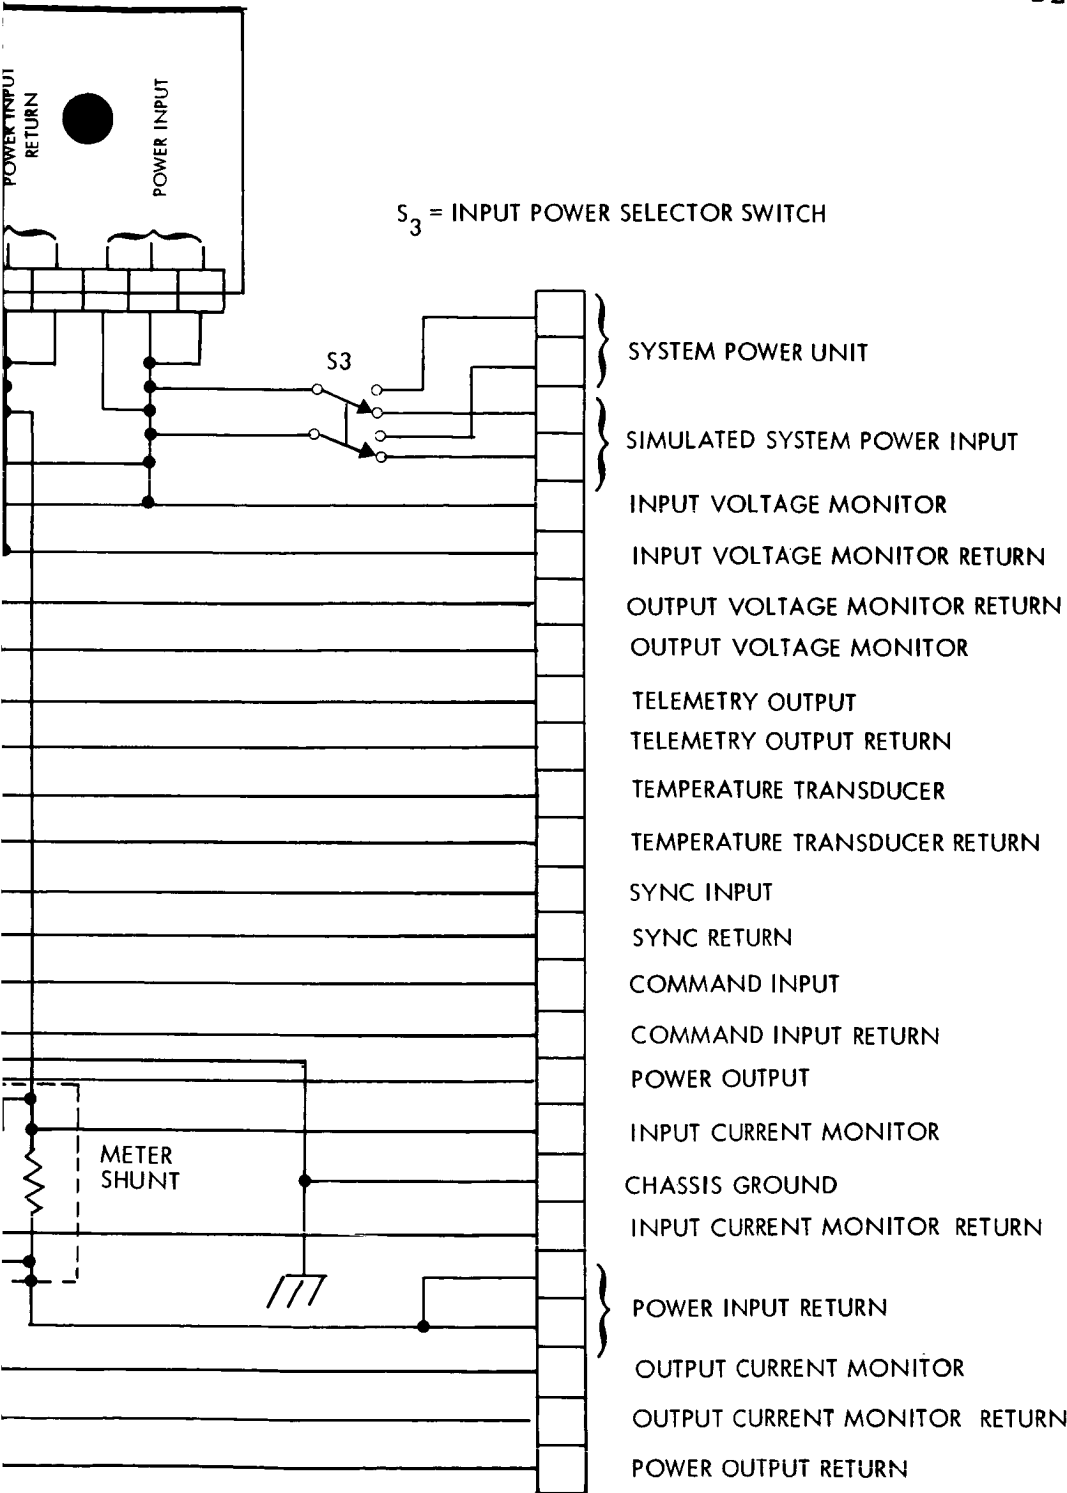 POWER INPUT
RETURN
POWER INPUT
S3 = INPUT POWER SELECTOR SWITCH
S3
SYSTEM POWER UNIT
SIMULATED SYSTEM POWER INPUT
INPUT VOLTAGE MONITOR
INPUT VOLTAGE MONITOR RETURN
OUTPUT VOLTAGE MONITOR RETURN
OUTPUT VOLTAGE MONITOR
TELEMETRY OUTPUT
TELEMETRY OUTPUT RETURN
TEMPERATURE TRANSDUCER
TEMPERATURE TRANSDUCER RETURN
SYNC INPUT
SYNC RETURN
COMMAND INPUT
COMMAND INPUT RETURN
POWER OUTPUT
INPUT CURRENT MONITOR
METER
SHUNT
CHASSIS GROUND
INPUT CURRENT MONITOR RETURN
POWER INPUT RETURN
OUTPUT CURRENT MONITOR
OUTPUT CURRENT MONITOR RETURN
POWER OUTPUT RETURN